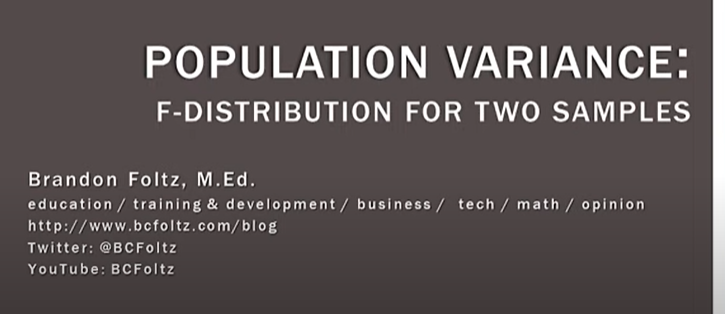 POPULATION VARIANCE:
F-DISTRIBUTION FOR TWO SAMPLES
Brandon Foltz, M.Ed.
education / training & development / business / tech / math / opinion
http://www.bcfoltz.com/blog
Twitter: @BCFoltz
YouTube: BCFoltz